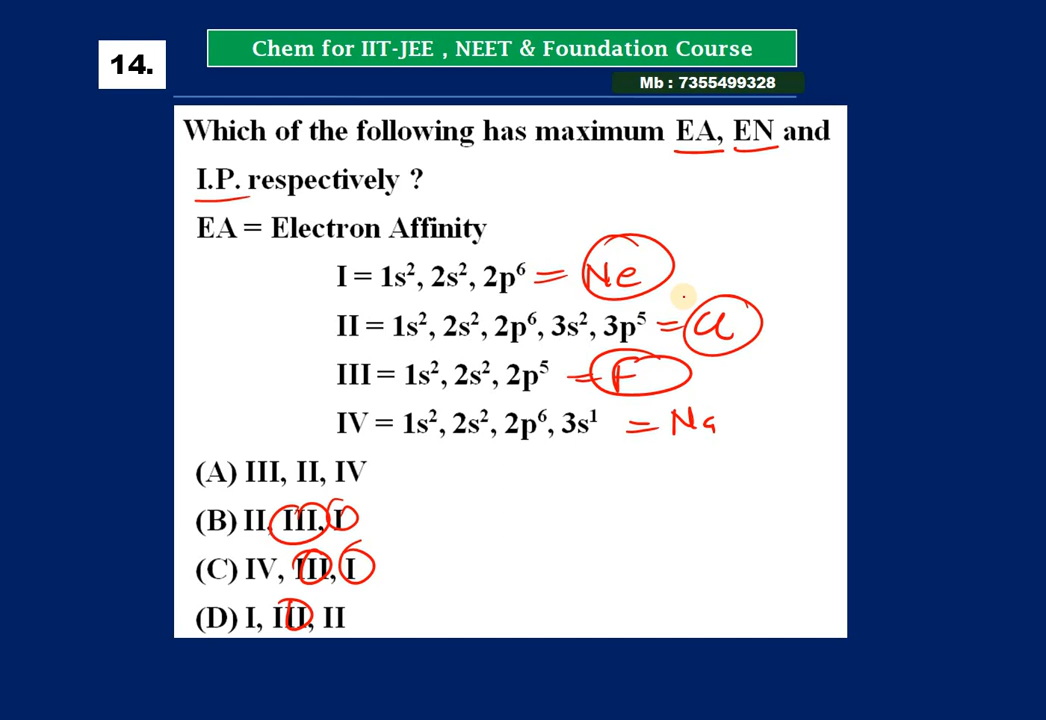 14.
Chem for IIT-JEE , NEET & Foundation Course
Mb : 7355499328
Which of the following has maximum EA, EN and
I.P. respectively ?
EA = Electron Affinity
I = 1s², 2s², 2p⁶ = Ne
II = 1s², 2s², 2p⁶, 3s², 3p⁵ = Cl
III = 1s², 2s², 2p⁵ = F
IV = 1s², 2s², 2p⁶, 3s¹ = Na
(A) III, II, IV
(B) II, III, I
(C) IV, III, I
(D) I, III, II